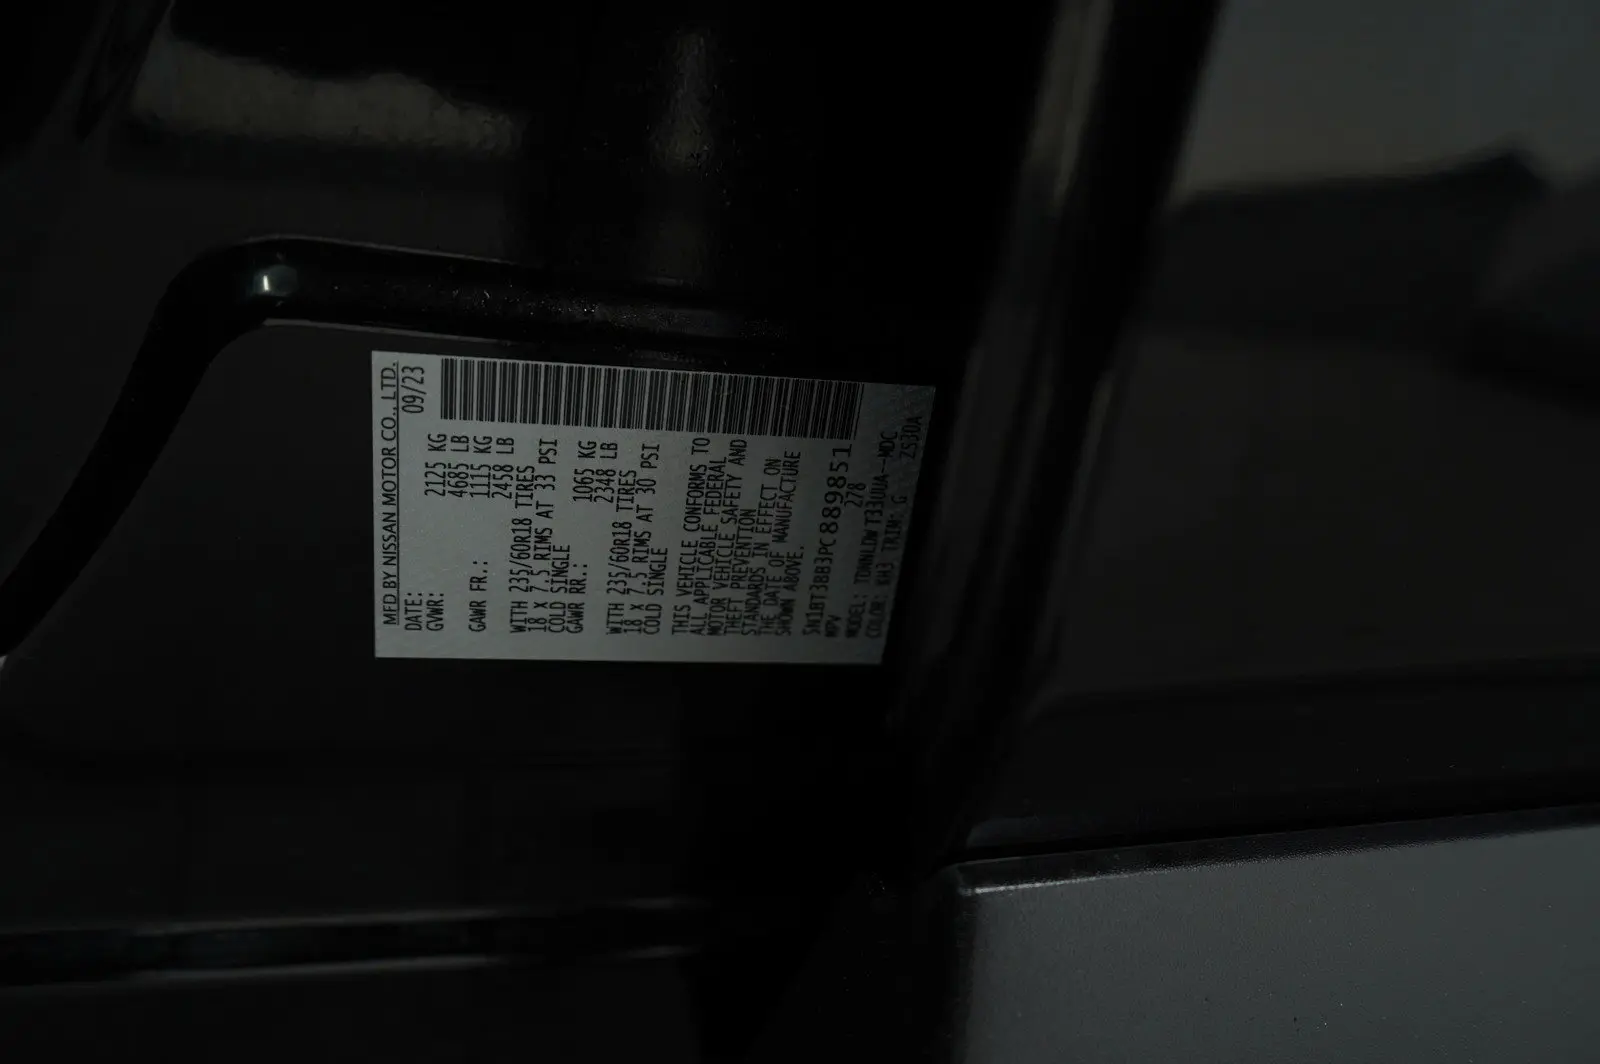 MFD BY NISSAN MOTOR CO., LTD.
DATE: 09/23
GVWR: 2125 KG
4685 LB
GAWR FR.: 1115 KG
2458 LB
WITH 235/60R18 TIRES
18 X 7.5 RIMS AT 33 PSI
COLD SINGLE
GAWR RR.: 1065 KG
2348 LB
WITH 235/60R18 TIRES
18 X 7.5 RIMS AT 30 PSI
COLD SINGLE
THIS VEHICLE CONFORMS TO
ALL APPLICABLE FEDERAL
MOTOR VEHICLE SAFETY AND
THEFT PREVENTION
STANDARDS IN EFFECT ON
THE DATE OF MANUFACTURE
SHOWN ABOVE.
5N1BT3BB3PC889851
MPV 278
MODEL: TDNNLDWT33UUA-MDC
COLOR: KH3 TRIM: G ZS30A